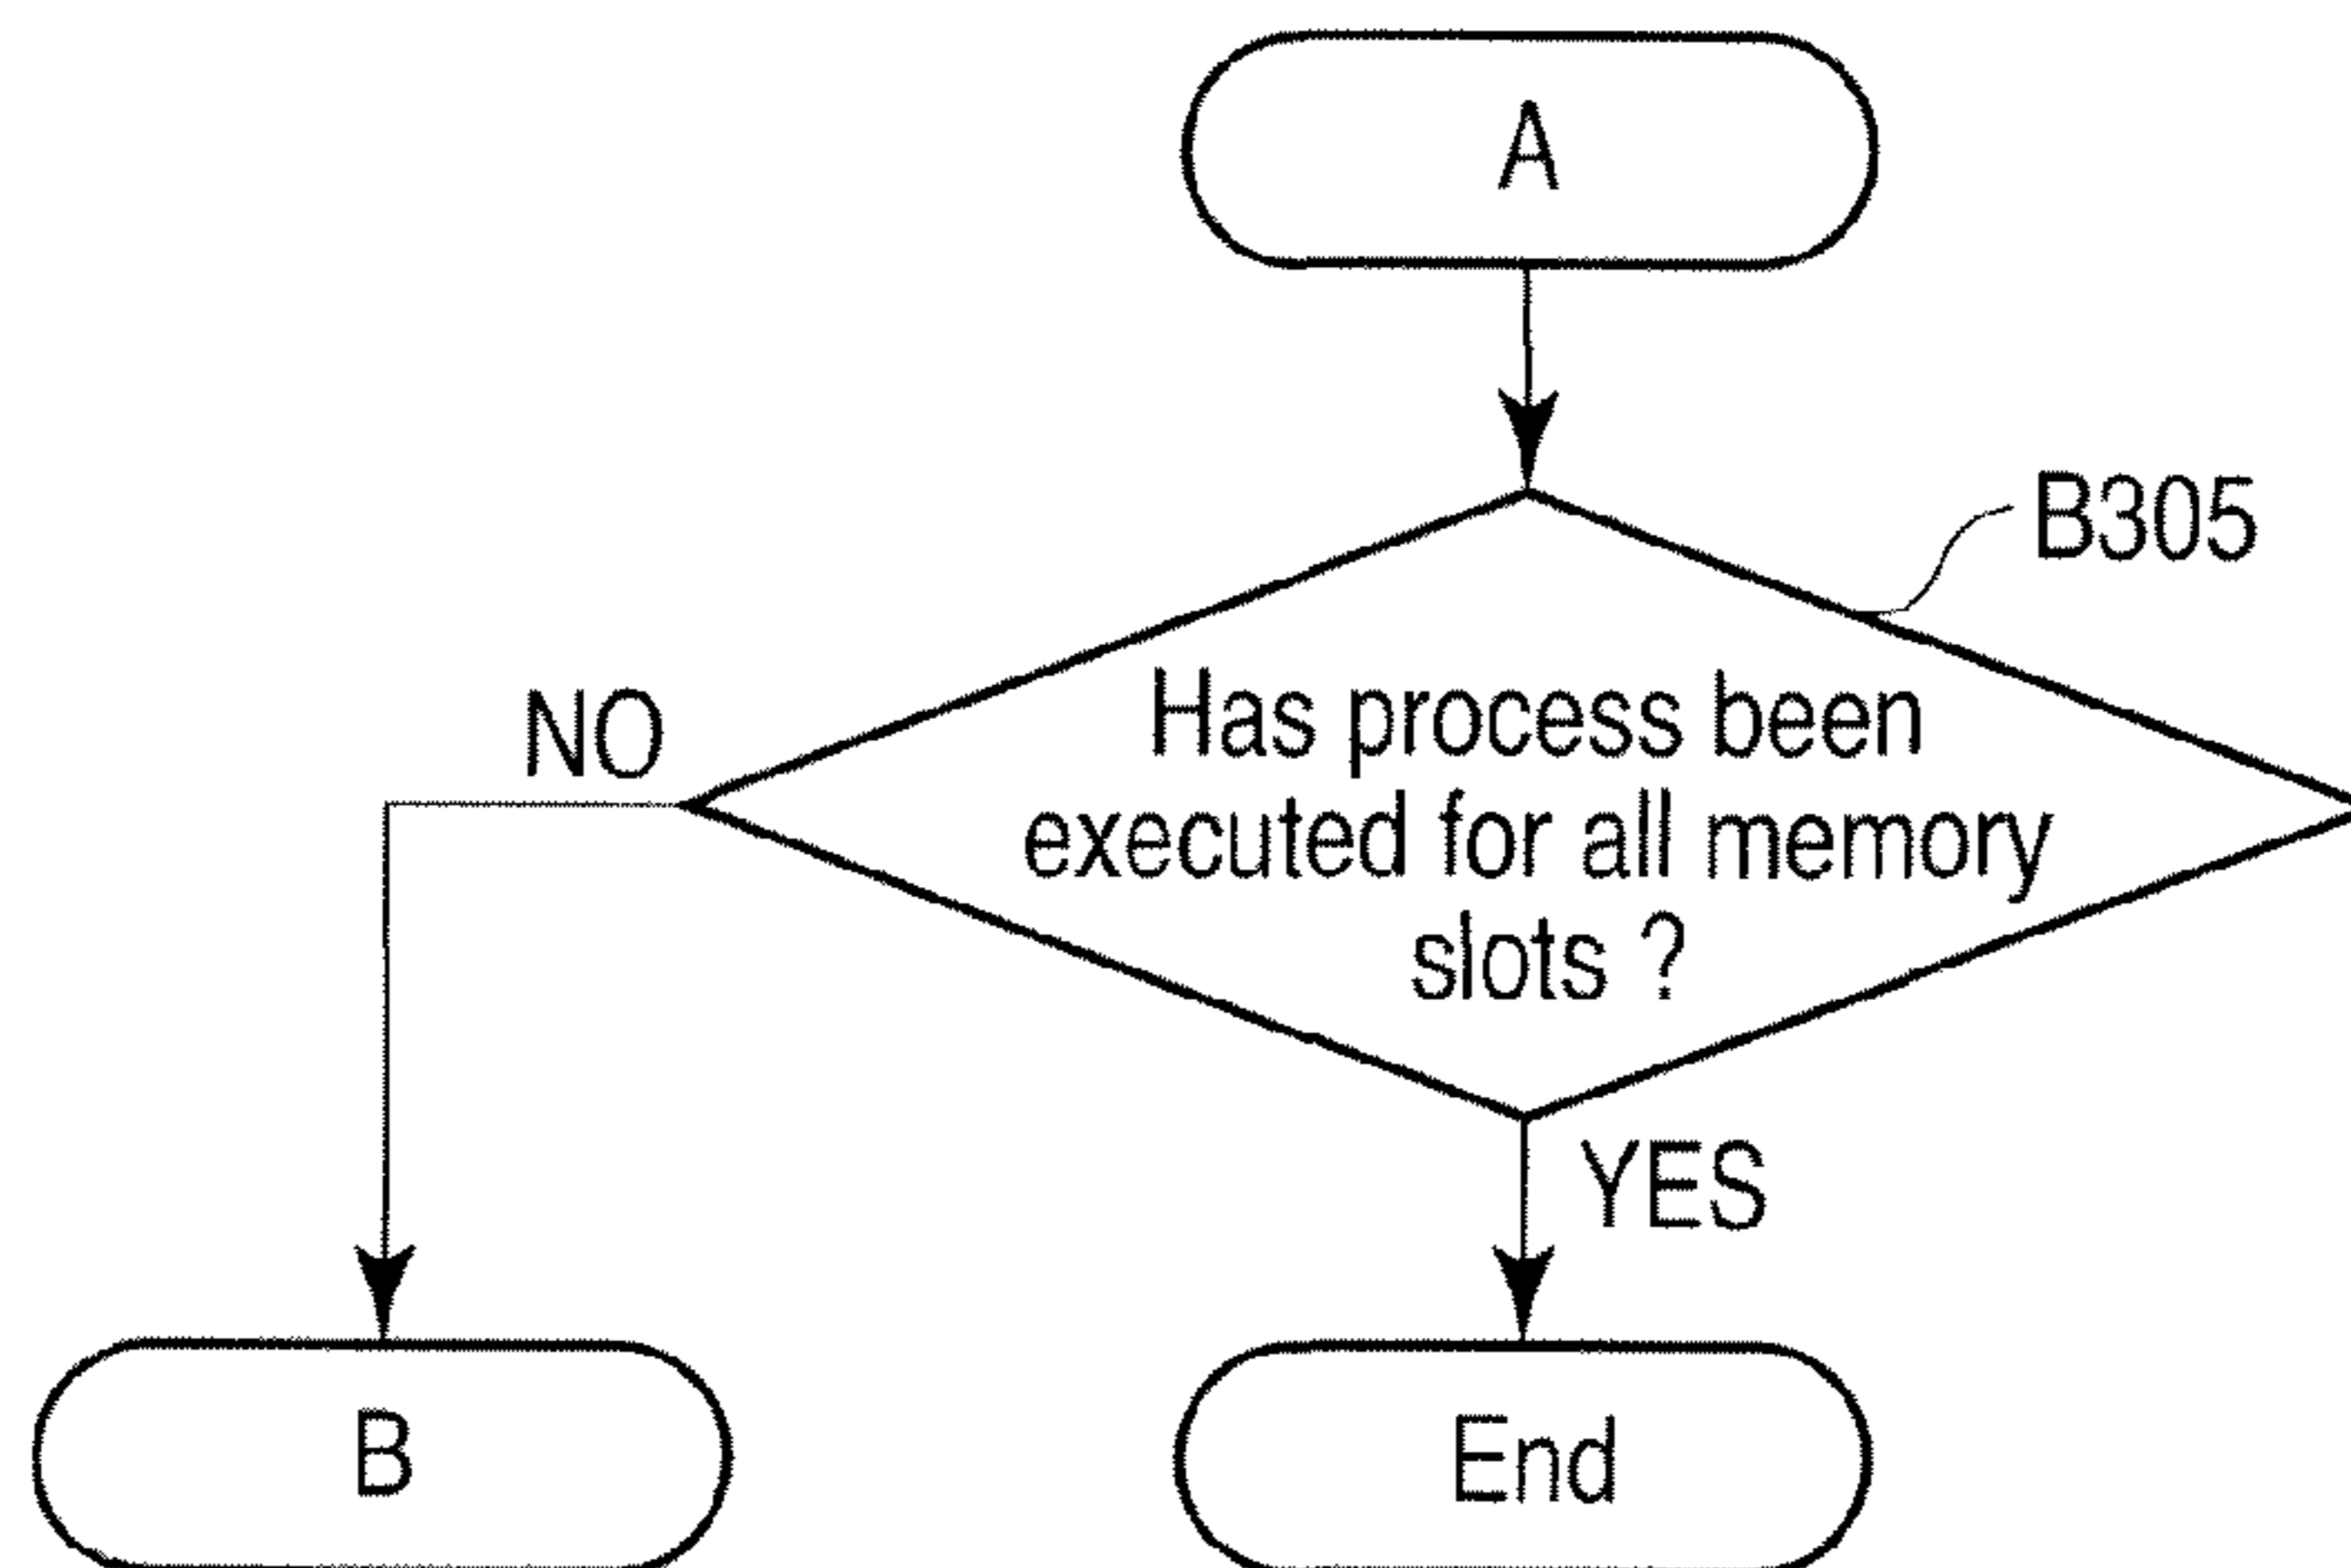 A
B305
Has process been
executed for all memory
slots ?
NO
YES
B
End